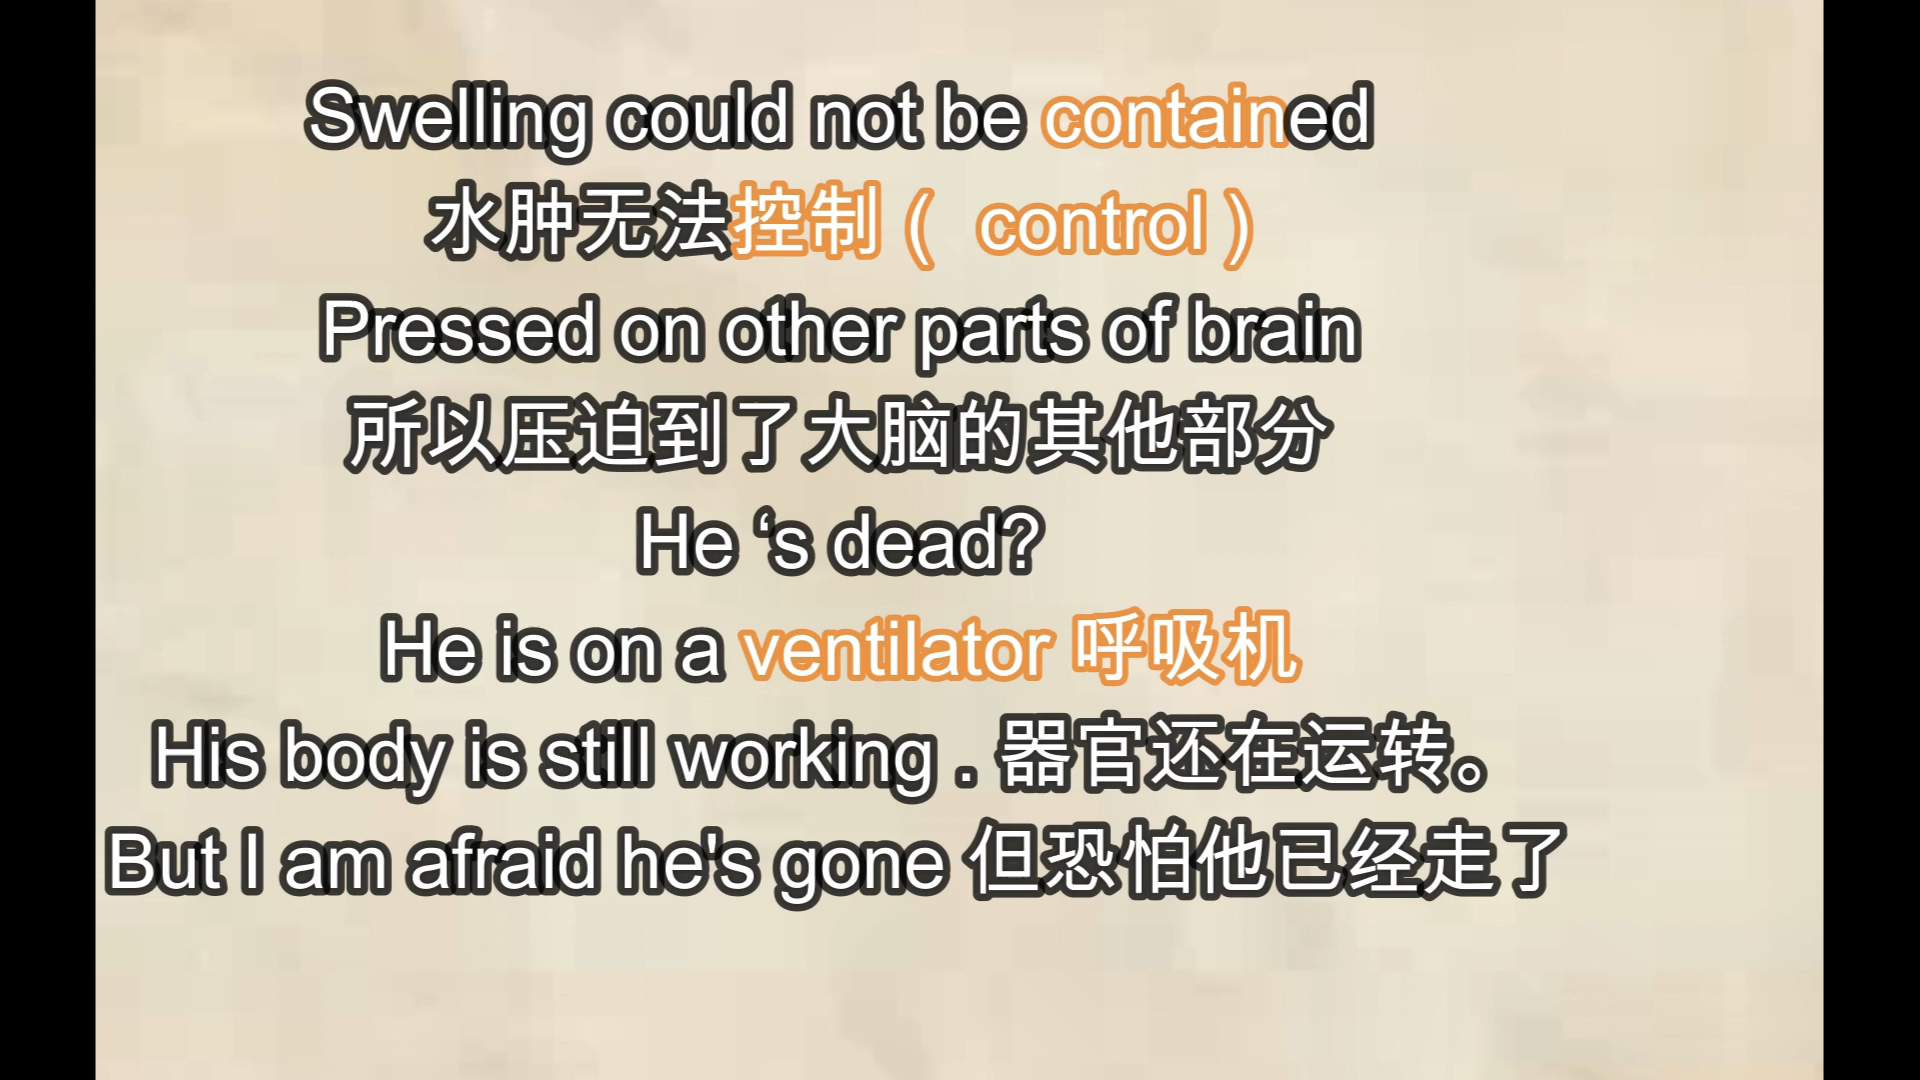 Swelling could not be contained
水肿无法控制（ control ）
Pressed on other parts of brain
所以压迫到了大脑的其他部分
He ‘s dead?
He is on a ventilator 呼吸机
His body is still working . 器官还在运转。
But I am afraid he's gone 但恐怕他已经走了